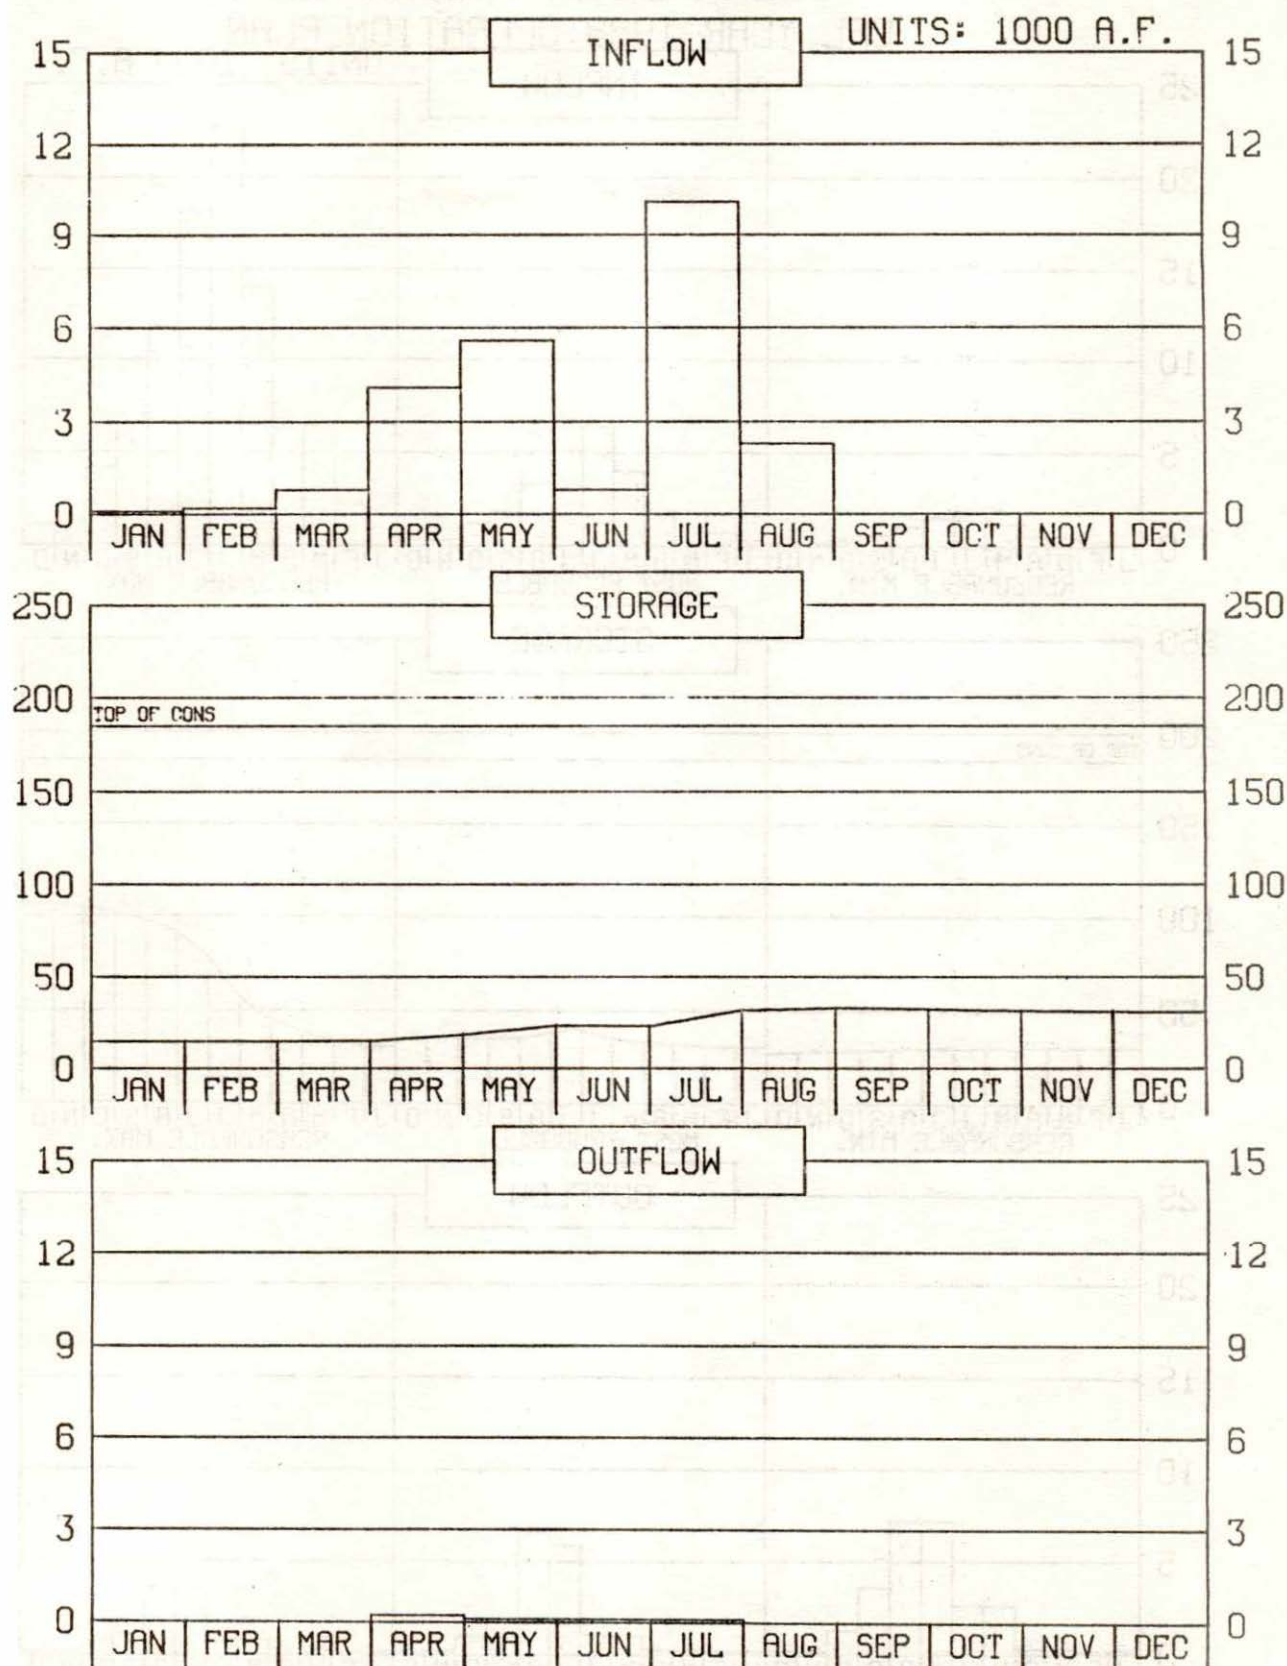 INFLOW
UNITS: 1000 A.F.
15 15
12 12
9 9
6 6
3 3
0 0
JAN FEB MAR APR MAY JUN JUL AUG SEP OCT NOV DEC
STORAGE
250 250
200 200
TOP OF CONS
150 150
100 100
50 50
0 0
JAN FEB MAR APR MAY JUN JUL AUG SEP OCT NOV DEC
OUTFLOW
15 15
12 12
9 9
6 6
3 3
0 0
JAN FEB MAR APR MAY JUN JUL AUG SEP OCT NOV DEC